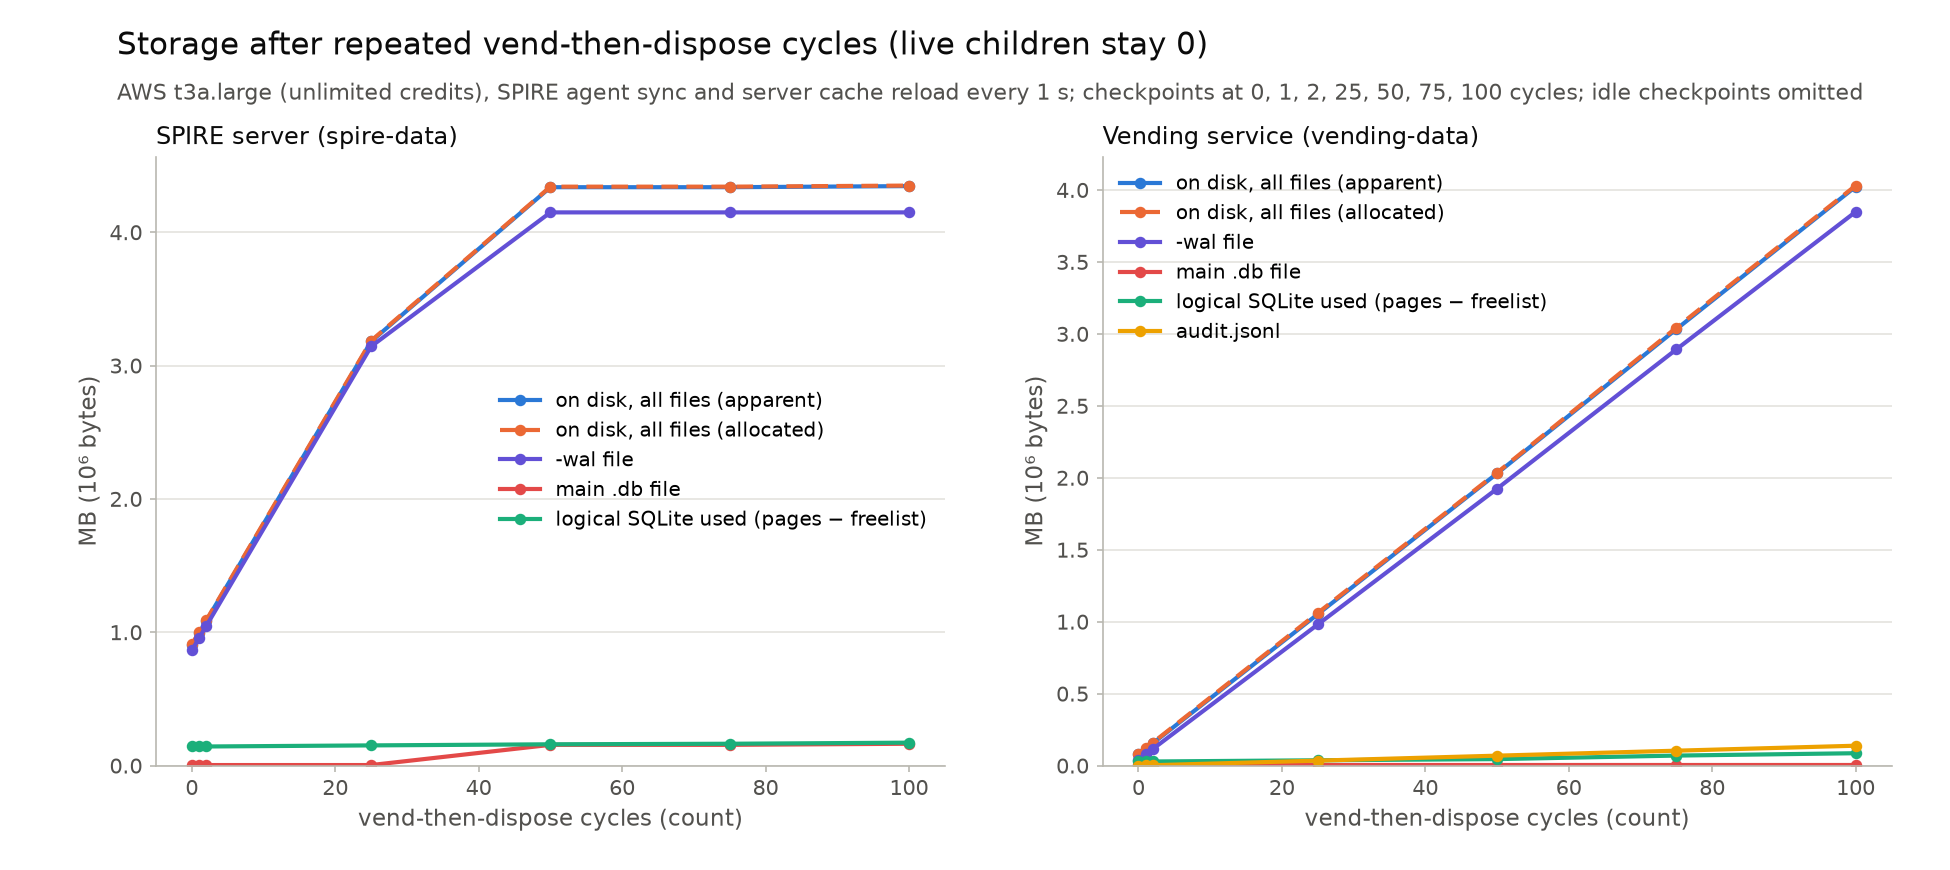 Storage after repeated vend-then-dispose cycles (live children stay 0)
AWS t3a.large (unlimited credits), SPIRE agent sync and server cache reload every 1 s; checkpoints at 0, 1, 2, 25, 50, 75, 100 cycles; idle checkpoints omitted
SPIRE server (spire-data)
MB (10⁶ bytes)
4.0
3.0
2.0
1.0
0.0
on disk, all files (apparent)
on disk, all files (allocated)
-wal file
main .db file
logical SQLite used (pages − freelist)
0 20 40 60 80 100
vend-then-dispose cycles (count)
Vending service (vending-data)
MB (10⁶ bytes)
4.0
3.5
3.0
2.5
2.0
1.5
1.0
0.5
0.0
on disk, all files (apparent)
on disk, all files (allocated)
-wal file
main .db file
logical SQLite used (pages − freelist)
audit.jsonl
0 20 40 60 80 100
vend-then-dispose cycles (count)